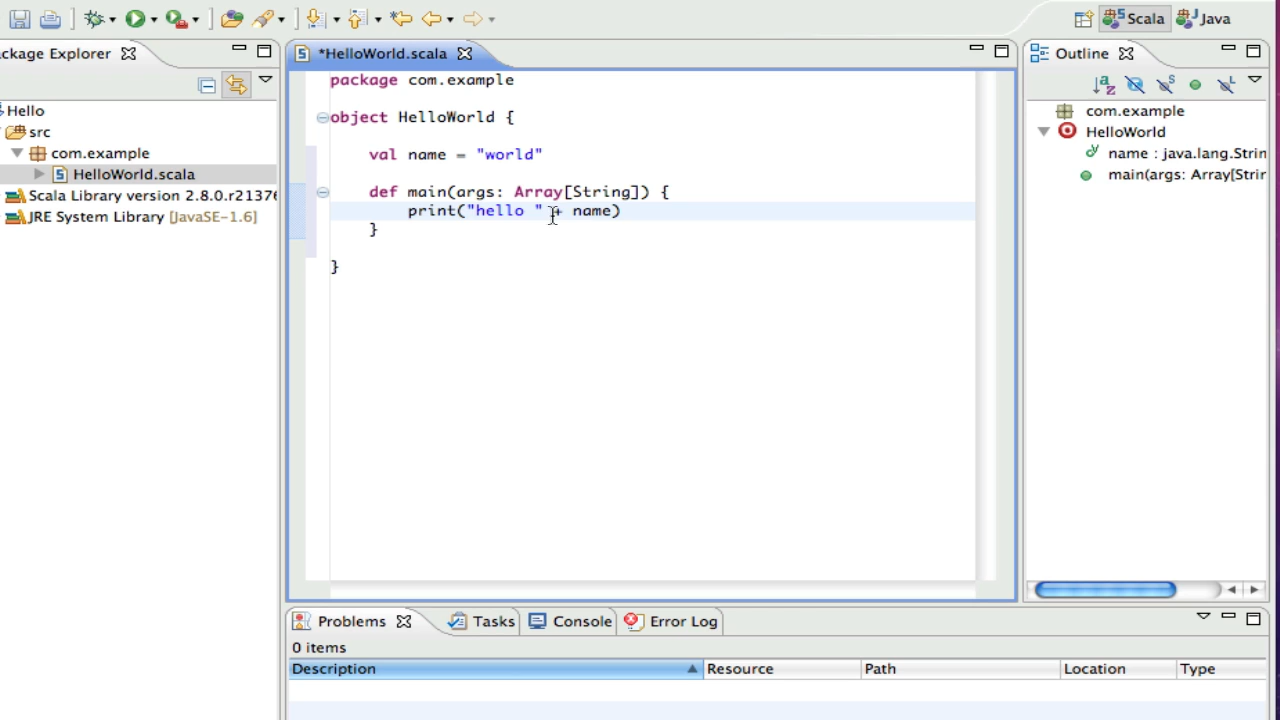 Scala
Java
ckage Explorer
*HelloWorld.scala
Outline
Hello
src
com.example
HelloWorld.scala
Scala Library version 2.8.0.r21376
JRE System Library [JavaSE-1.6]
package com.example
object HelloWorld {
val name = "world"
def main(args: Array[String]) {
print("hello " + name)
}
}
com.example
HelloWorld
name : java.lang.Strin
main(args: Array[Strir
Problems
Tasks
Console
Error Log
0 items
Description
Resource
Path
Location
Type